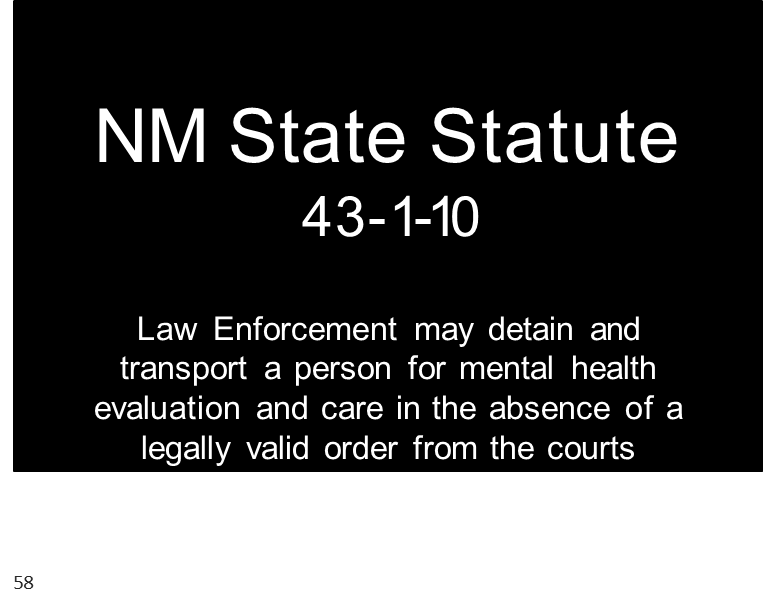 NM State Statute
43-1-10
Law Enforcement may detain and
transport a person for mental health
evaluation and care in the absence of a
legally valid order from the courts
58